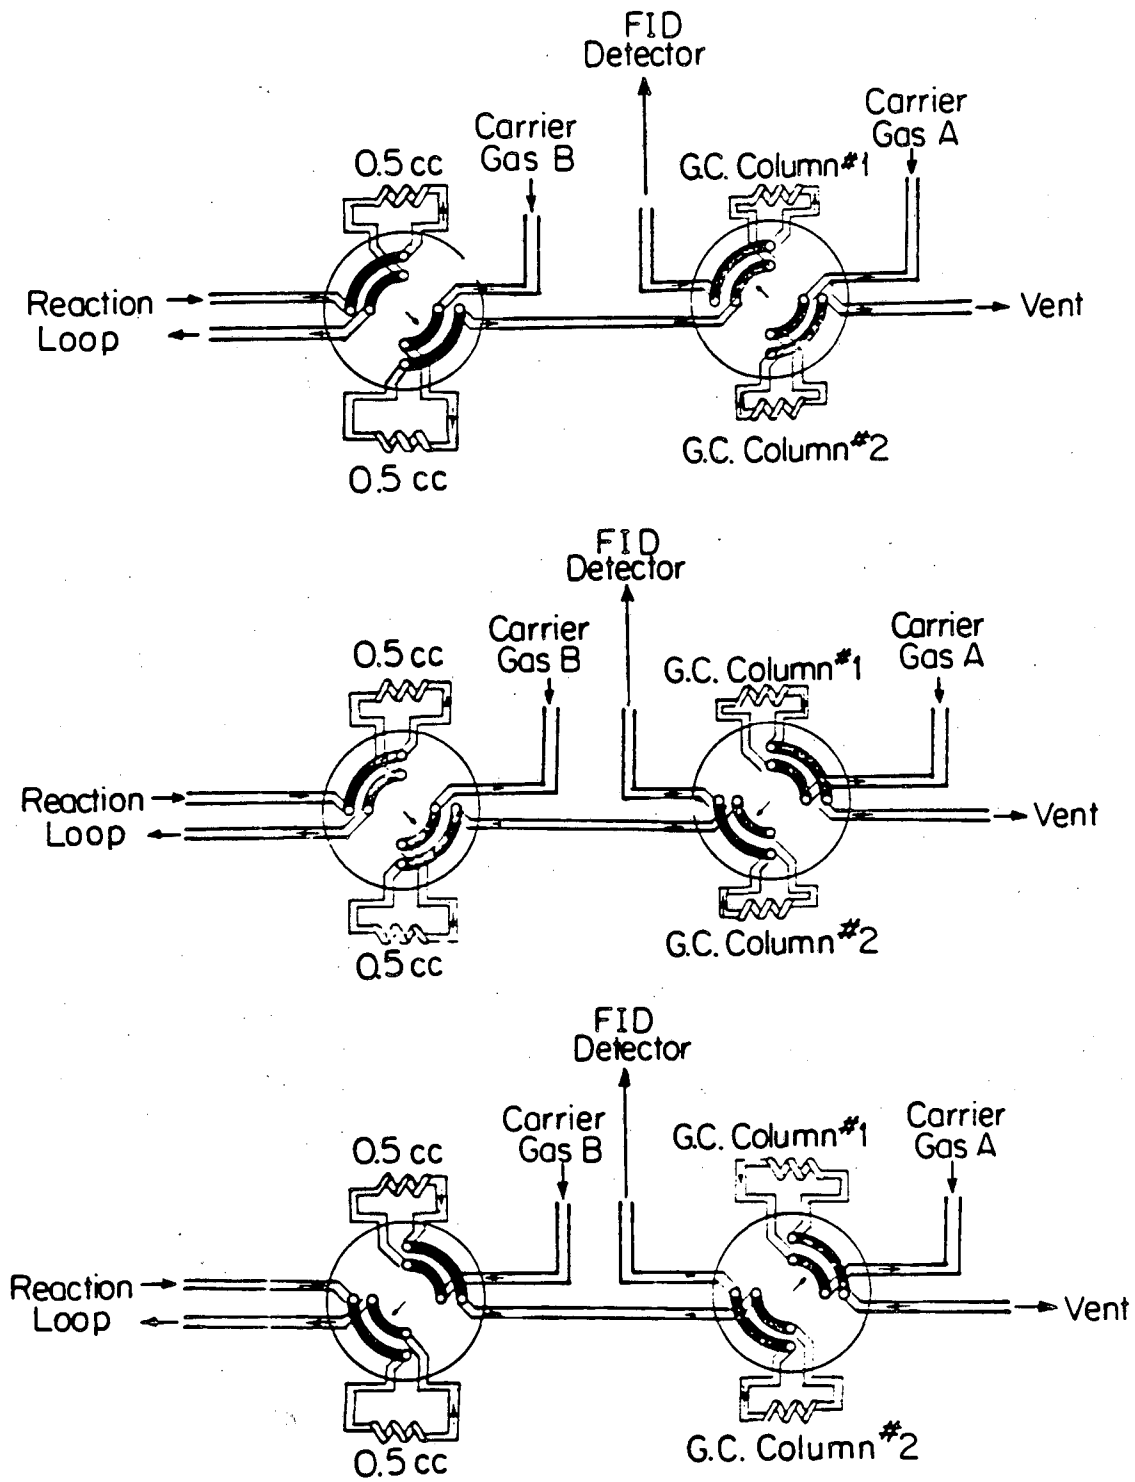 FID
Detector
Carrier
Gas A
Carrier
Gas B
0.5 cc
G.C. Column #1
Reaction
Loop
Vent
0.5 cc
G.C. Column #2
FID
Detector
Carrier
Gas B
Carrier
Gas A
0.5 cc
G.C. Column #1
Reaction
Loop
Vent
0.5 cc
G.C. Column #2
FID
Detector
Carrier
Gas B
Carrier
Gas A
0.5 cc
G.C. Column #1
Reaction
Loop
Vent
0.5 cc
G.C. Column #2